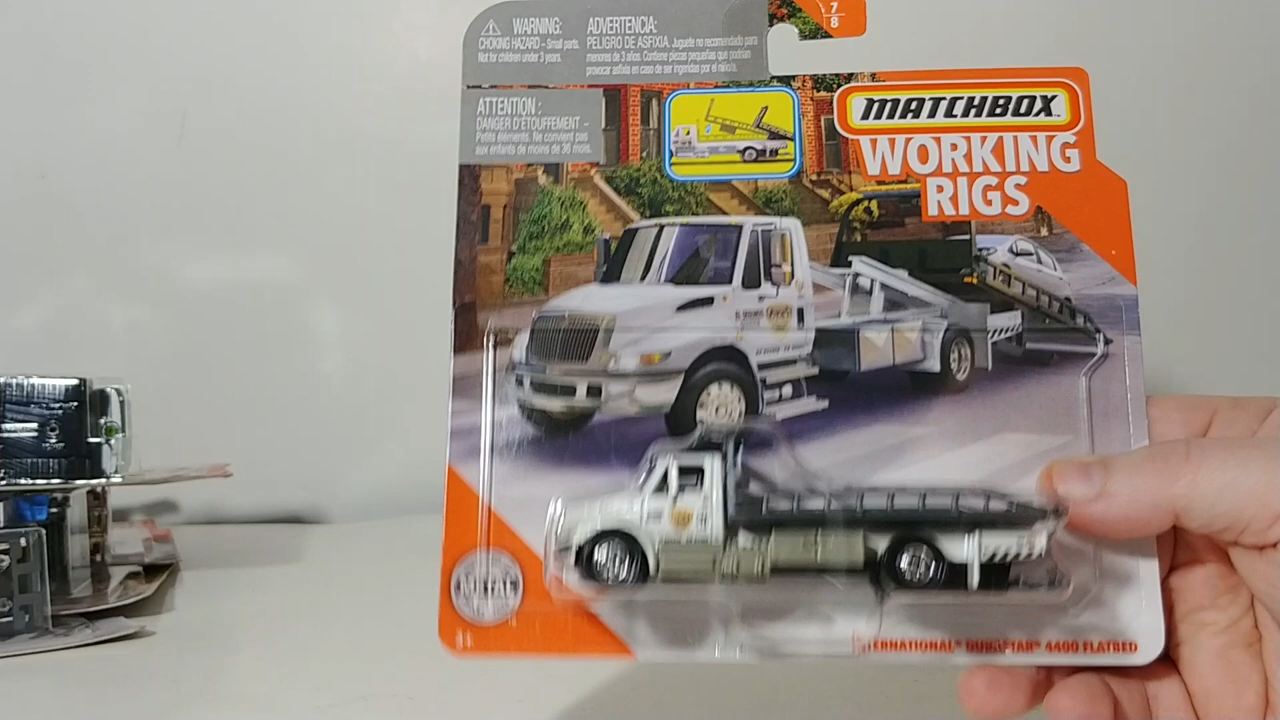 WARNING:
CHOKING HAZARD – Small parts.
Not for children under 3 years.
ADVERTENCIA:
PELIGRO DE ASFIXIA. Juguete no recomendado para
menores de 3 años. Contiene piezas pequeñas que podrían
provocar asfixia en caso de ser ingeridas por el niño/a.
7
8
ATTENTION :
DANGER D'ÉTOUFFEMENT –
Petits éléments. Ne convient pas
aux enfants de moins de 36 mois.
MATCHBOX™
WORKING
RIGS
INTERNATIONAL® DURASTAR® 4400 FLATBED